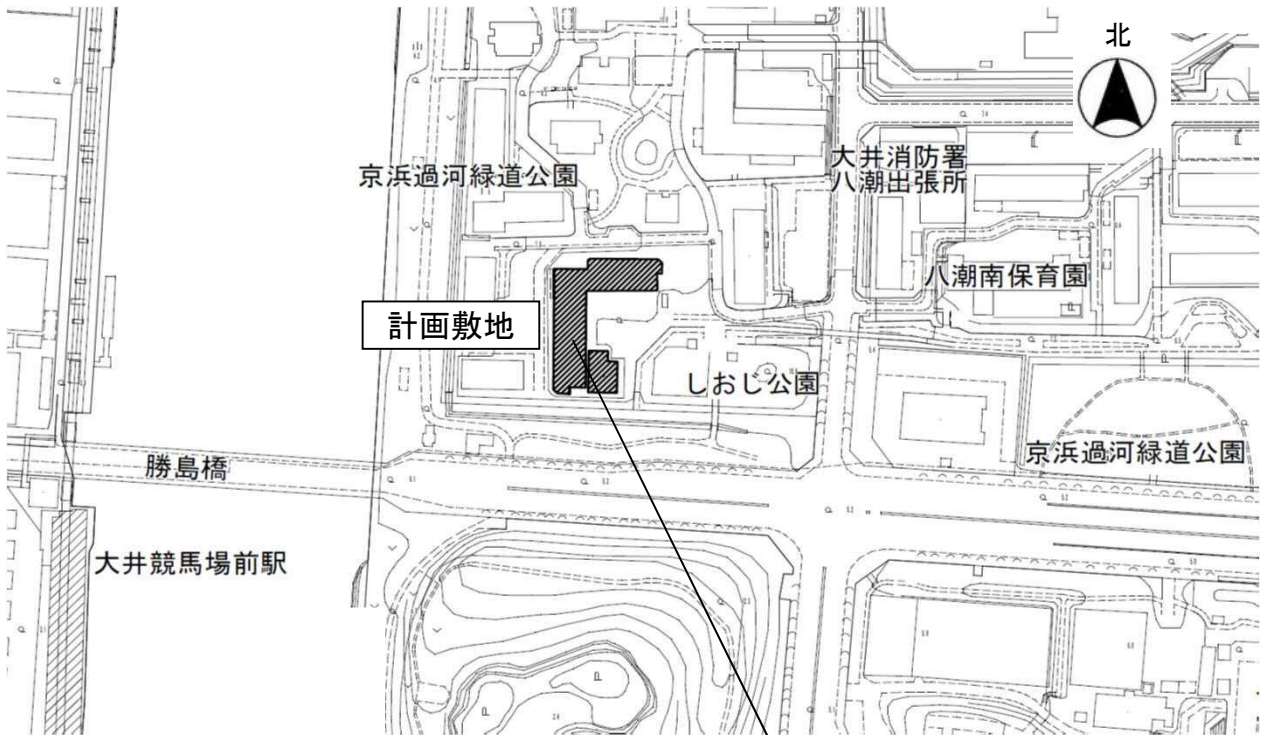 北
大井消防署
八潮出張所
京浜過河緑道公園
八潮南保育園
計画敷地
しおじ公園
京浜過河緑道公園
勝島橋
大井競馬場前駅